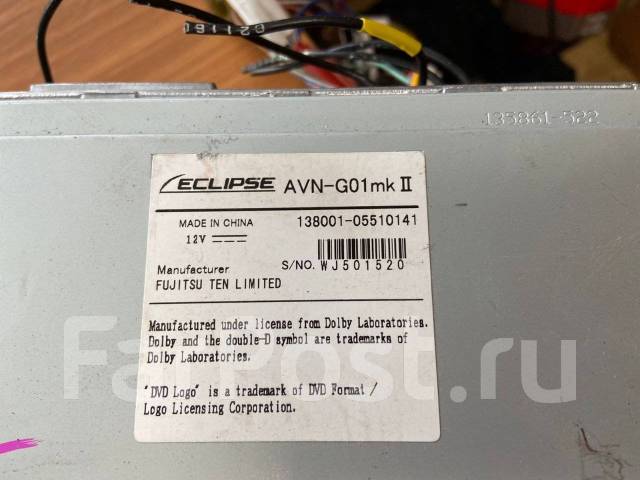 021160
135861-522
ECLIPSE AVN-G01mkⅡ
MADE IN CHINA 138001-05510141
12V
S/NO. WJ501520
Manufacturer
FUJITSU TEN LIMITED
Manufactured under license from Dolby Laboratories.
Dolby and the double-D symbol are trademarks of
Dolby Laboratories.
"DVD Logo" is a trademark of DVD Format /
Logo Licensing Corporation.
FarPost.ru